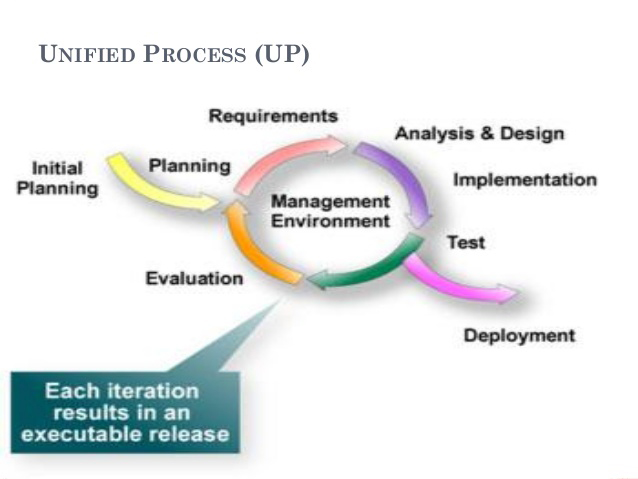 UNIFIED PROCESS (UP)
Requirements
Analysis & Design
Initial
Planning
Planning
Implementation
Management
Environment
Test
Evaluation
Deployment
Each iteration
results in an
executable release